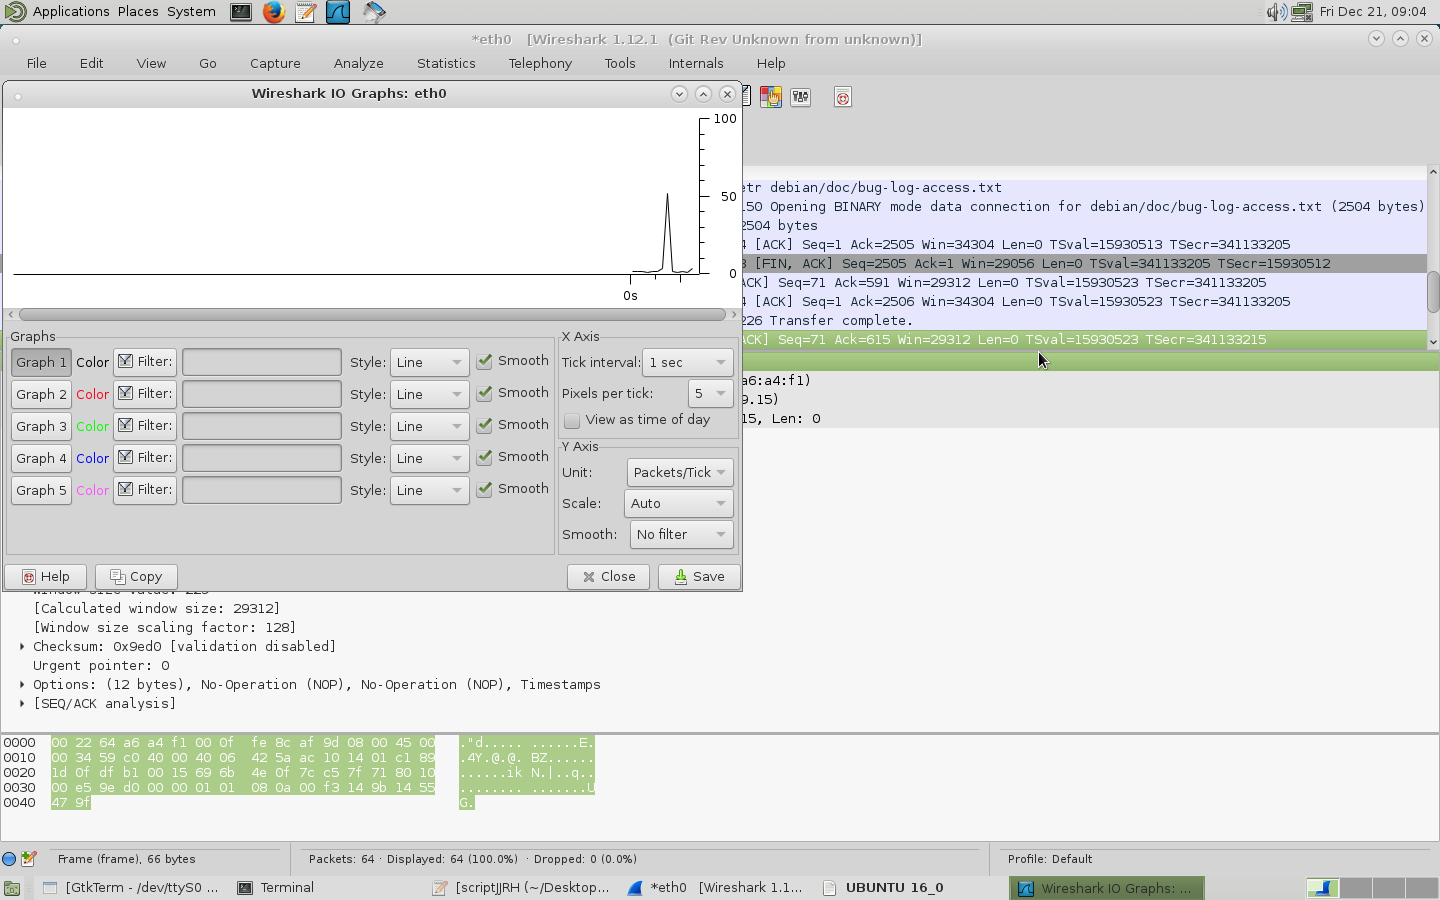 Applications Places System
Fri Dec 21, 09:04
*eth0 [Wireshark 1.12.1 (Git Rev Unknown from unknown)]
File Edit View Go Capture Analyze Statistics Telephony Tools Internals Help
Wireshark IO Graphs: eth0
100
50
0
0s
etr debian/doc/bug-log-access.txt
150 Opening BINARY mode data connection for debian/doc/bug-log-access.txt (2504 bytes)
2504 bytes
4 [ACK] Seq=1 Ack=2505 Win=34304 Len=0 TSval=15930513 TSecr=341133205
3 [FIN, ACK] Seq=2505 Ack=1 Win=29056 Len=0 TSval=341133205 TSecr=15930512
ACK] Seq=71 Ack=591 Win=29312 Len=0 TSval=15930523 TSecr=341133205
4 [ACK] Seq=1 Ack=2506 Win=34304 Len=0 TSval=15930523 TSecr=341133205
226 Transfer complete.
ACK] Seq=71 Ack=615 Win=29312 Len=0 TSval=15930523 TSecr=341133215
a6:a4:f1)
9.15)
15, Len: 0
Graphs
Graph 1 Color Filter: Style: Line Smooth
Graph 2 Color Filter: Style: Line Smooth
Graph 3 Color Filter: Style: Line Smooth
Graph 4 Color Filter: Style: Line Smooth
Graph 5 Color Filter: Style: Line Smooth
X Axis
Tick interval: 1 sec
Pixels per tick: 5
View as time of day
Y Axis
Unit: Packets/Tick
Scale: Auto
Smooth: No filter
Help Copy Close Save
[Calculated window size: 29312]
[Window size scaling factor: 128]
Checksum: 0x9ed0 [validation disabled]
Urgent pointer: 0
Options: (12 bytes), No-Operation (NOP), No-Operation (NOP), Timestamps
[SEQ/ACK analysis]
0000 00 22 64 a6 a4 f1 00 0f fe 8c af 9d 08 00 45 00 ."d..... ......E.
0010 00 34 59 c0 40 00 40 06 42 5a ac 10 14 01 c1 89 .4Y.@.@. BZ......
0020 1d 0f df b1 00 15 69 6b 4e 0f 7c c5 7f 71 80 10 ......ik N.|..q..
0030 00 e5 9e d0 00 00 01 01 08 0a 00 f3 14 9b 14 55 ........ .......U
0040 47 9f G.
Frame (frame), 66 bytes
Packets: 64 · Displayed: 64 (100.0%) · Dropped: 0 (0.0%)
Profile: Default
[GtkTerm - /dev/ttyS0 ...
Terminal
[scriptJJRH (~/Desktop...
*eth0 [Wireshark 1.1...
UBUNTU 16_0
Wireshark IO Graphs: ...